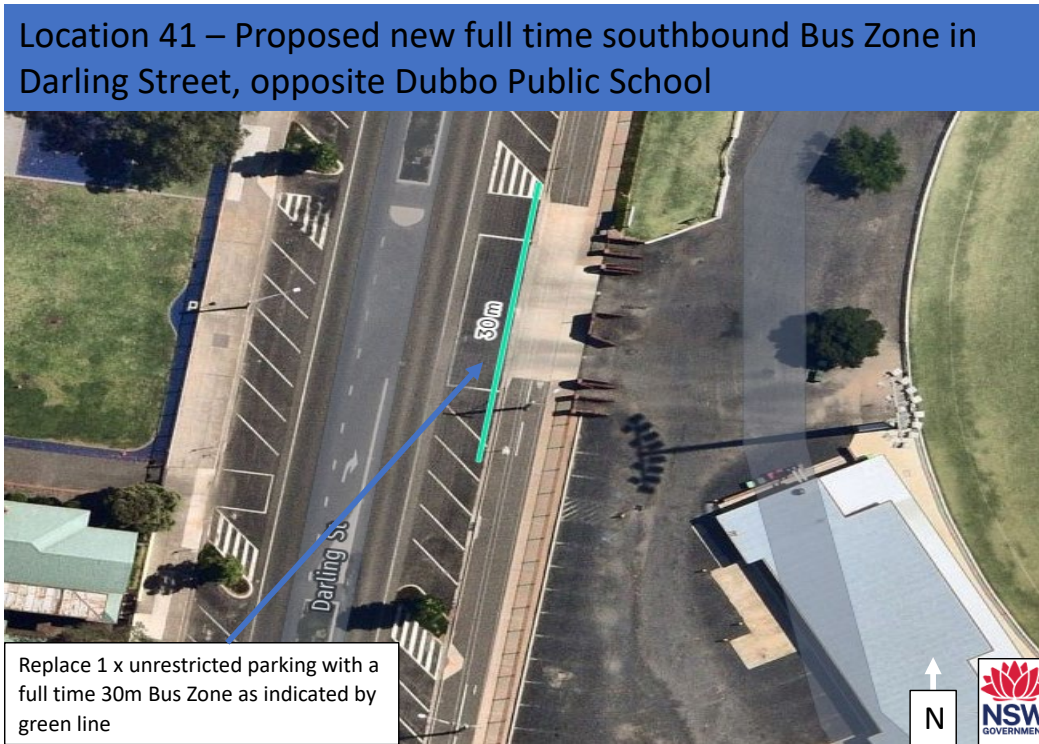 Location 41 – Proposed new full time southbound Bus Zone in
Darling Street, opposite Dubbo Public School
30m
Darling St
Replace 1 x unrestricted parking with a
full time 30m Bus Zone as indicated by
green line
N
NSW
GOVERNMENT